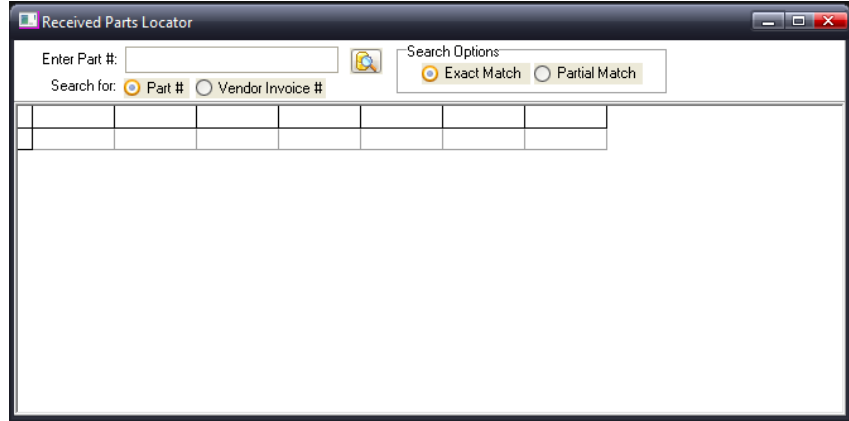 Received Parts Locator
Enter Part #:
Search for: Part # Vendor Invoice #
Search Options
Exact Match Partial Match